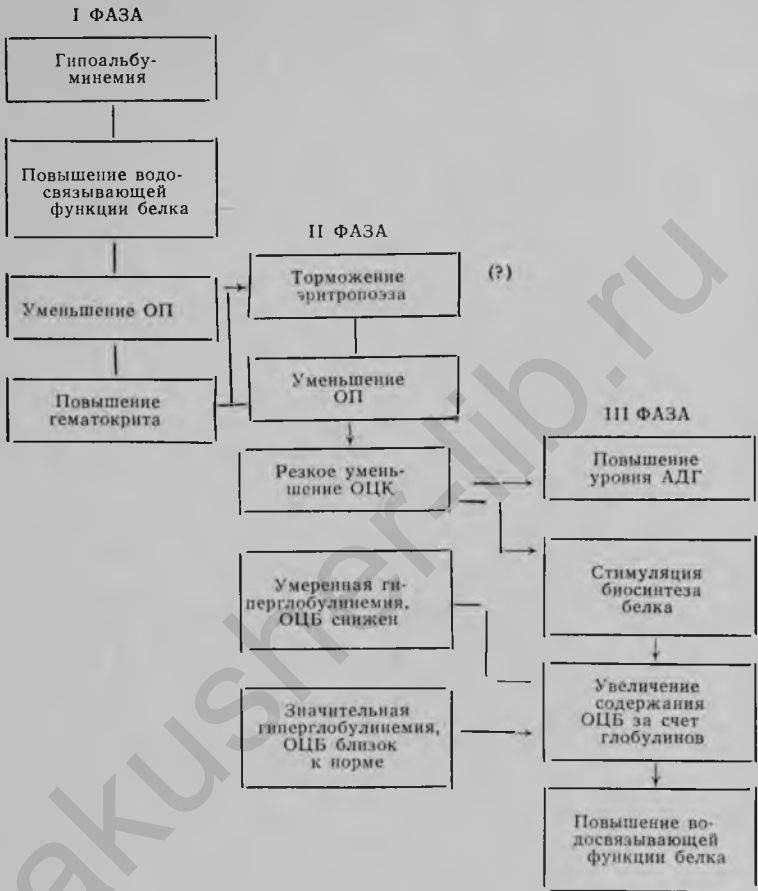 I ФАЗА
Гипоальбу-
минемия
Повышение водо-
связывающей
функции белка
Уменьшение ОП
Повышение
гематокрита
II ФАЗА
Торможение
эритропоэза
(?)
Уменьшение
ОП
Резкое умень-
шение ОЦК
Умеренная ги-
перглобулинемия,
ОЦБ снижен
Значительная
гиперглобулинемия,
ОЦБ близок
к норме
III ФАЗА
Повышение
уровня АДГ
Стимуляция
биосинтеза
белка
Увеличение
содержания
ОЦБ за счет
глобулинов
Повышение во-
досвязывающей
функции белка
akusher-lib.ru